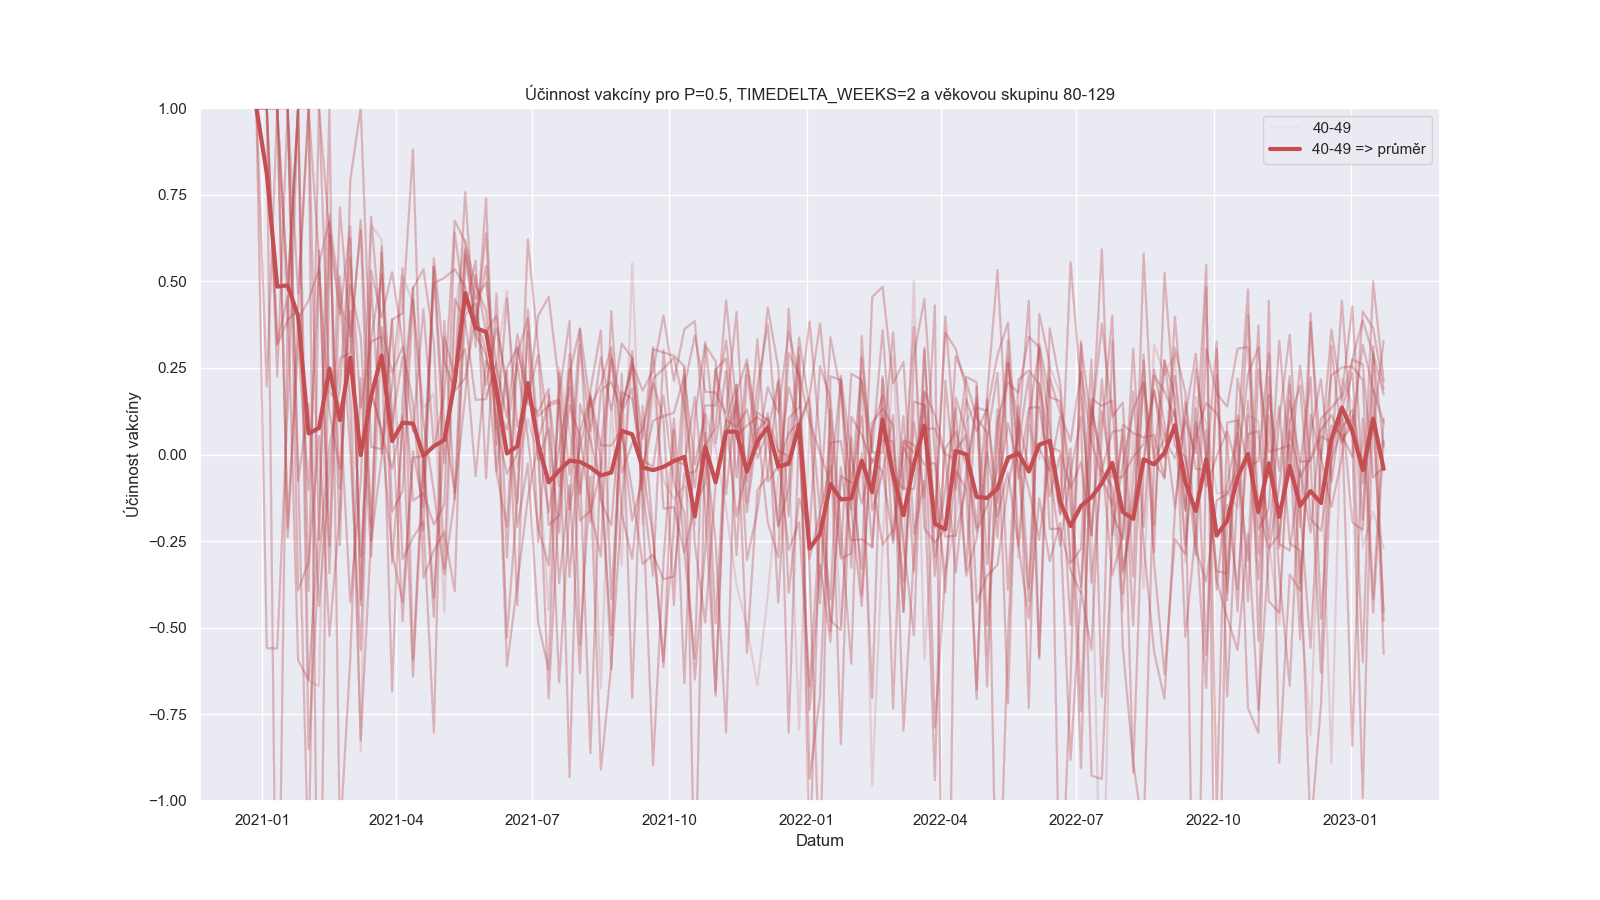 Účinnost vakcíny pro P=0.5, TIMEDELTA_WEEKS=2 a věkovou skupinu 80-129
40-49
40-49 => průměr
Účinnost vakcíny
1.00
0.75
0.50
0.25
0.00
−0.25
−0.50
−0.75
−1.00
2021-01 2021-04 2021-07 2021-10 2022-01 2022-04 2022-07 2022-10 2023-01
Datum